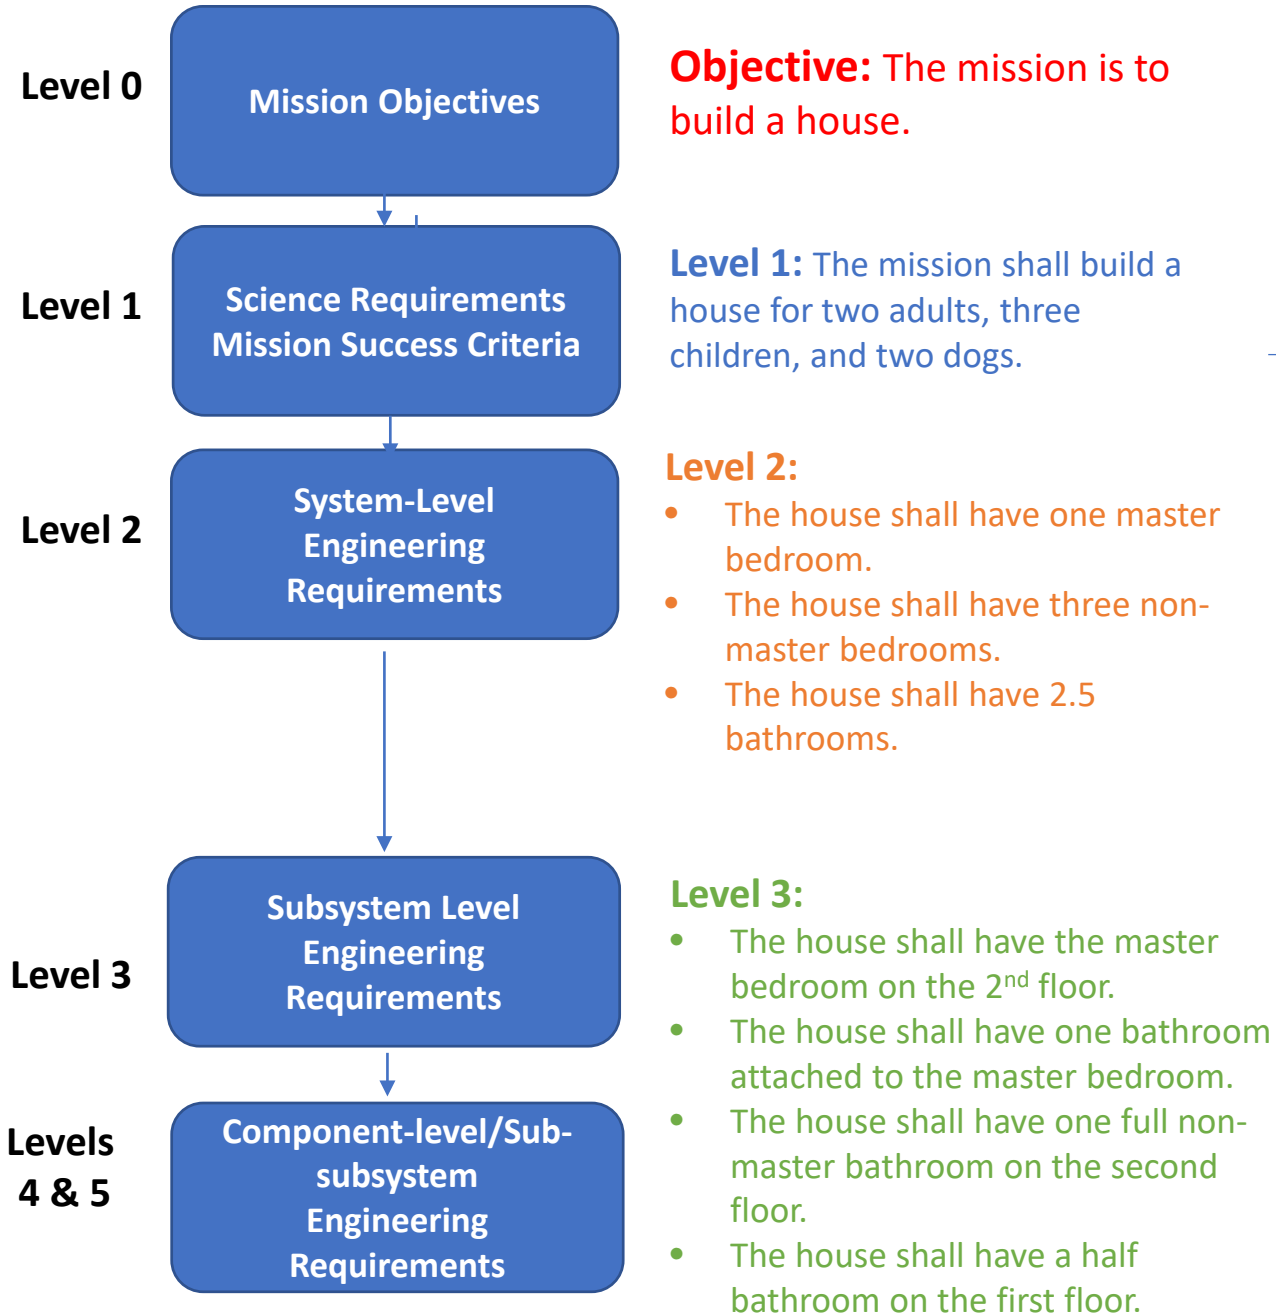 Level 0
Mission Objectives
Objective: The mission is to
build a house.
Level 1
Science Requirements
Mission Success Criteria
Level 1: The mission shall build a
house for two adults, three
children, and two dogs.
Level 2
System-Level
Engineering
Requirements
Level 2:
• The house shall have one master
bedroom.
• The house shall have three non-
master bedrooms.
• The house shall have 2.5
bathrooms.
Level 3
Subsystem Level
Engineering
Requirements
Level 3:
• The house shall have the master
bedroom on the 2nd floor.
• The house shall have one bathroom
attached to the master bedroom.
• The house shall have one full non-
master bathroom on the second
floor.
• The house shall have a half
bathroom on the first floor.
Levels
4 & 5
Component-level/Sub-
subsystem
Engineering
Requirements